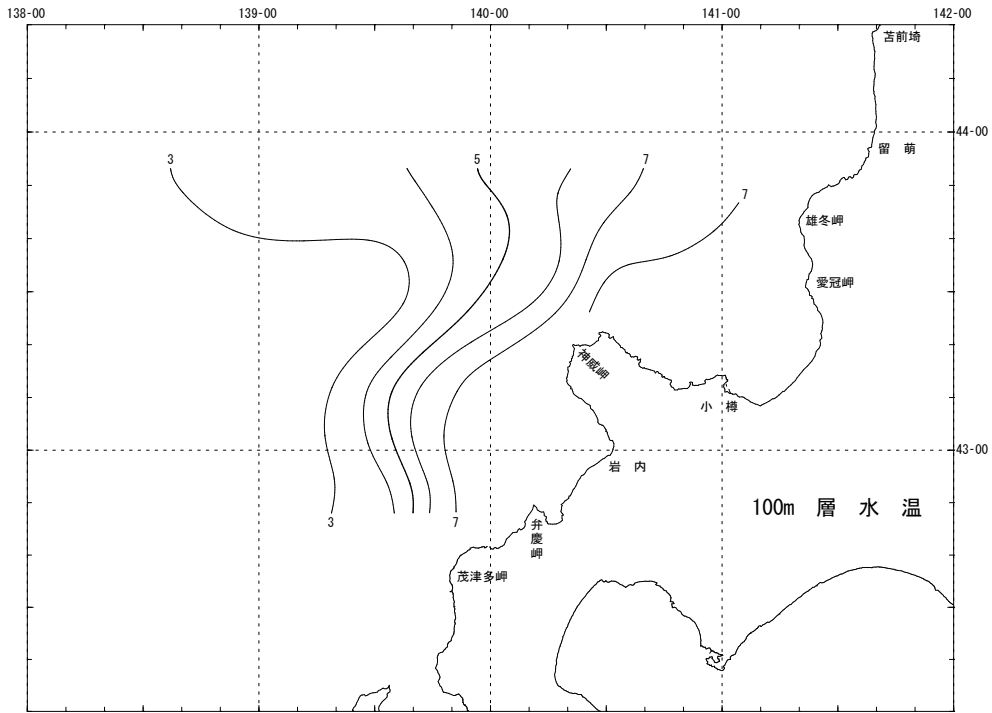 138-00
139-00
140-00
141-00
142-00
苫前埼
44-00
留 萌
3
5
7
7
雄冬岬
愛冠岬
神威岬
小 樽
43-00
岩 内
100m 層 水 温
3
7
弁慶岬
茂津多岬